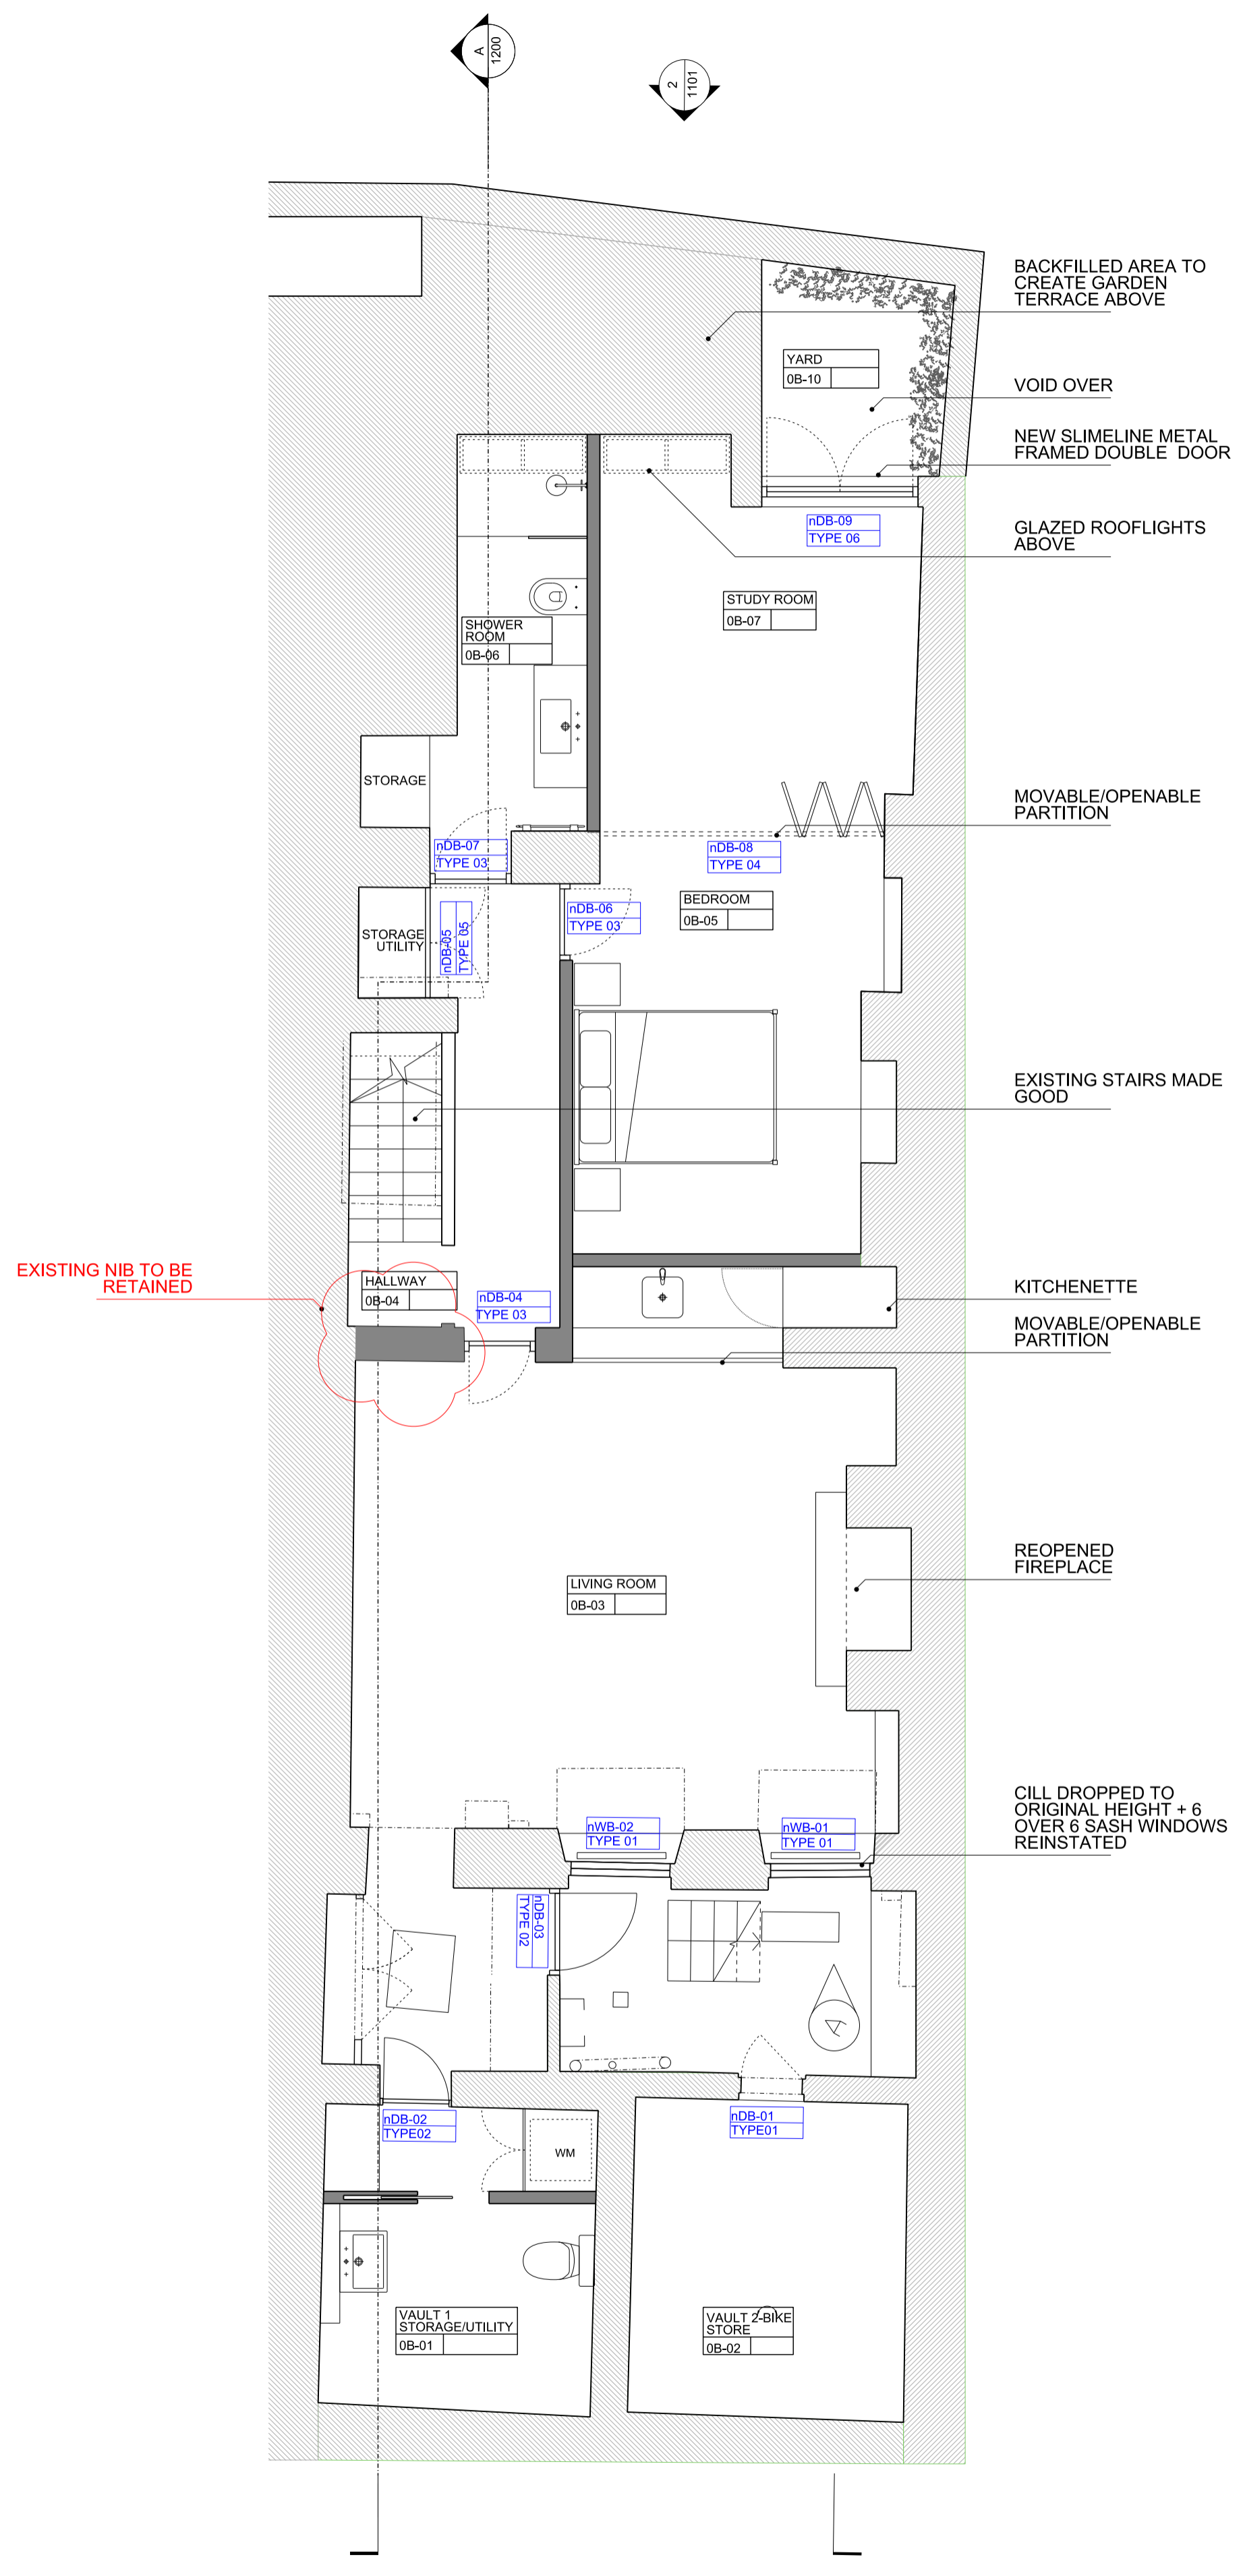 A
1200
2
1101
BACKFILLED AREA TO
CREATE GARDEN
TERRACE ABOVE
YARD
0B-10
VOID OVER
NEW SLIMELINE METAL
FRAMED DOUBLE DOOR
nDB-09
TYPE 06
GLAZED ROOFLIGHTS
ABOVE
STUDY ROOM
0B-07
SHOWER
ROOM
0B-06
STORAGE
MOVABLE/OPENABLE
PARTITION
nDB-07
TYPE 03
nDB-08
TYPE 04
BEDROOM
0B-05
nDB-06
TYPE 03
STORAGE
UTILITY
nDB-05
TYPE 05
EXISTING STAIRS MADE
GOOD
EXISTING NIB TO BE
RETAINED
HALLWAY
0B-04
nDB-04
TYPE 03
KITCHENETTE
MOVABLE/OPENABLE
PARTITION
REOPENED
FIREPLACE
LIVING ROOM
0B-03
CILL DROPPED TO
ORIGINAL HEIGHT + 6
OVER 6 SASH WINDOWS
REINSTATED
nWB-02
TYPE 01
nWB-01
TYPE 01
nDB-03
TYPE 02
A
nDB-02
TYPE02
nDB-01
TYPE01
WM
VAULT 1
STORAGE/UTILITY
0B-01
VAULT 2-BIKE
STORE
0B-02